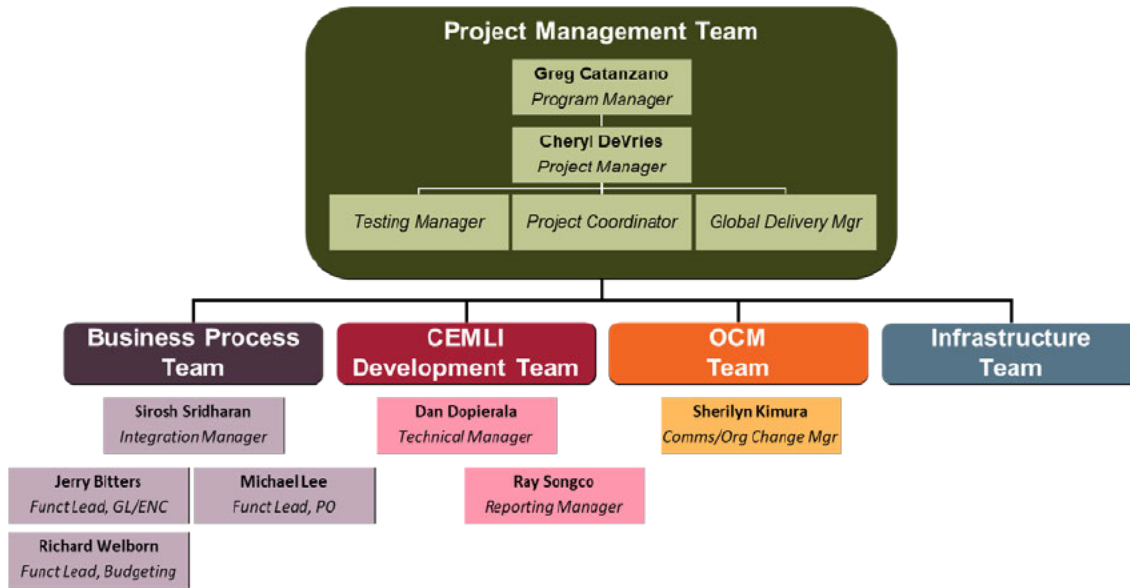 Project Management Team
Greg Catanzano
Program Manager
Cheryl DeVries
Project Manager
Testing Manager
Project Coordinator
Global Delivery Mgr
Business Process
Team
CEMLI
Development Team
OCM
Team
Infrastructure
Team
Sirosh Sridharan
Integration Manager
Dan Dopierala
Technical Manager
Sherilyn Kimura
Comms/Org Change Mgr
Jerry Bitters
Funct Lead, GL/ENC
Michael Lee
Funct Lead, PO
Ray Songco
Reporting Manager
Richard Welborn
Funct Lead, Budgeting